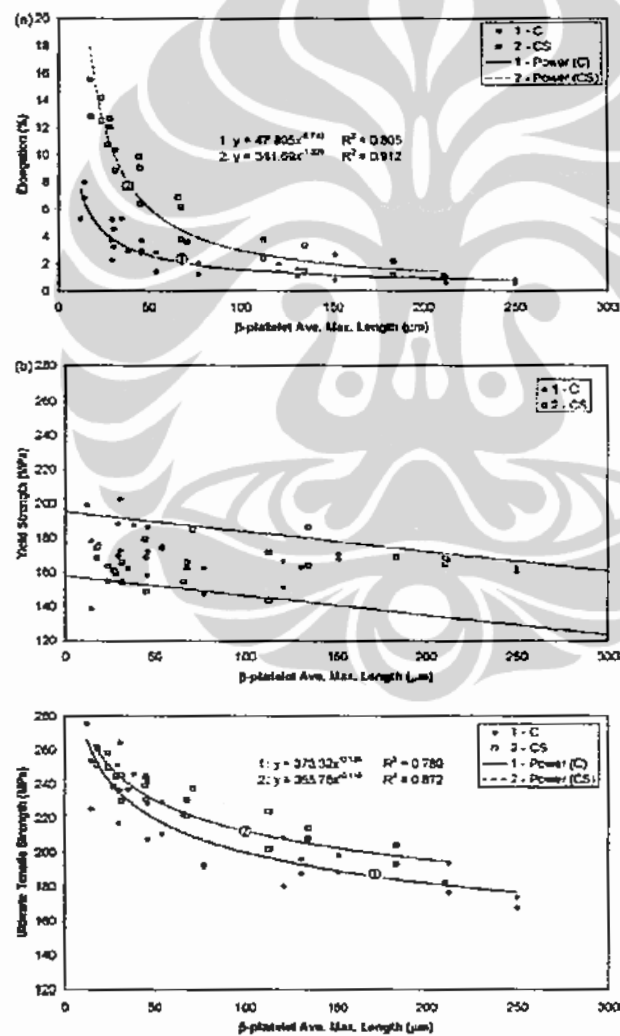 (a)
20
18
16
14
12
10
8
6
4
2
0
Elongation (%)
1 - C
2 - CS
1 - Power (C)
2 - Power (CS)
R² = 0.805
R² = 0.912
1
0 50 100 150 200 250 300
β-platelet Ave. Max. Length (μm)
(b)
260
240
220
200
180
160
140
120
Yield Strength (MPa)
1 - C
2 - CS
0 50 100 150 200 250 300
β-platelet Ave. Max. Length (μm)
260
240
220
200
180
160
140
120
Ultimate Tensile Strength (MPa)
1 - C
2 - CS
1 - Power (C)
2 - Power (CS)
R² = 0.872
2
1
0 50 100 150 200 250 300
β-platelet Ave. Max. Length (μm)